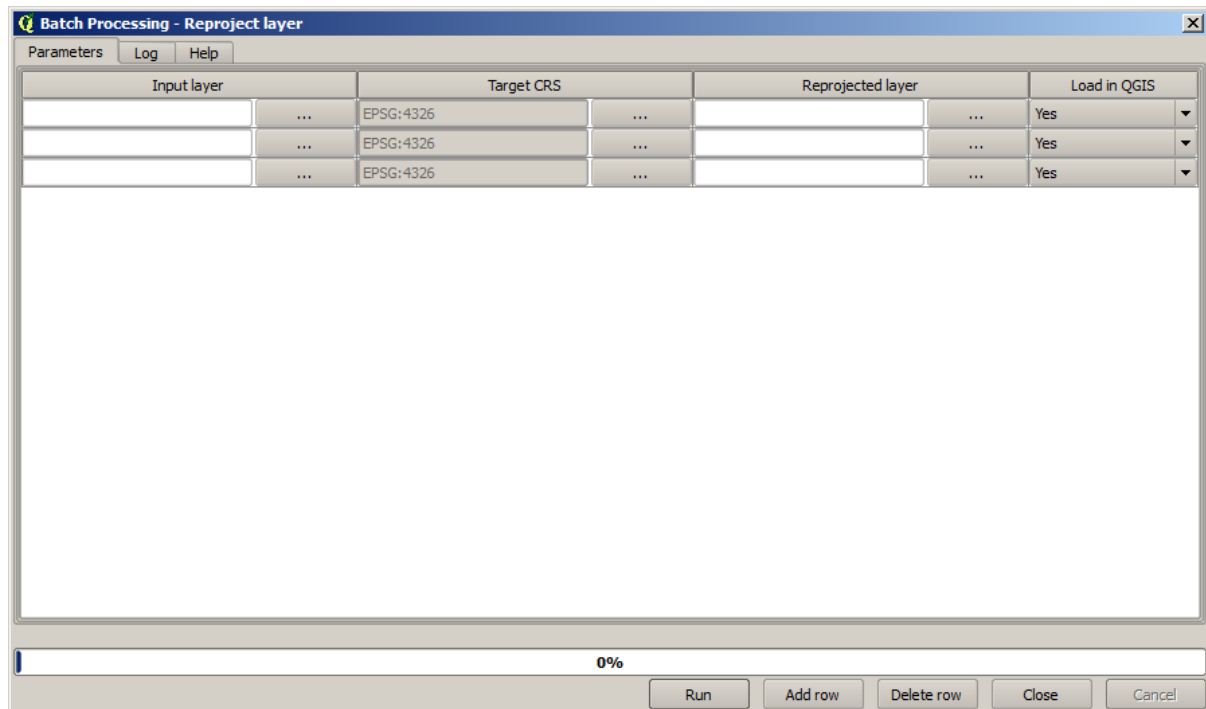 Batch Processing - Reproject layer
Parameters Log Help
Input layer Target CRS Reprojected layer Load in QGIS
... EPSG:4326 ... ... Yes
... EPSG:4326 ... ... Yes
... EPSG:4326 ... ... Yes
0%
Run Add row Delete row Close Cancel